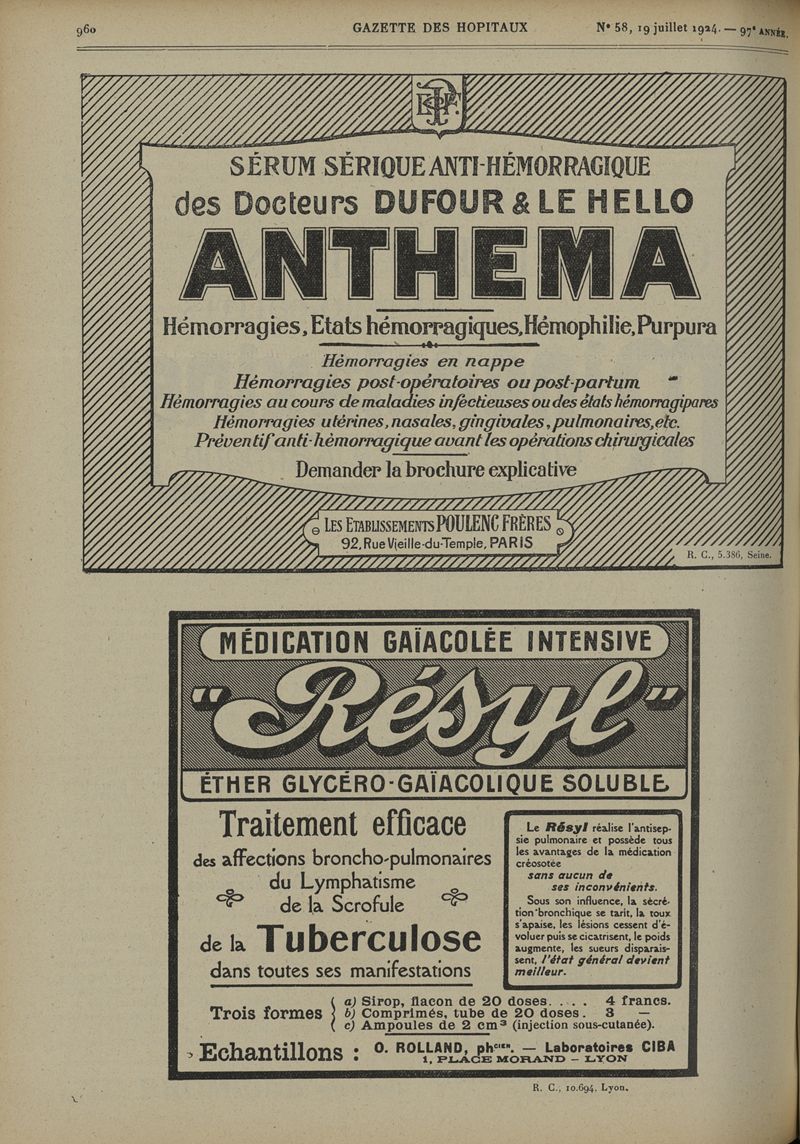 960
GAZETTE DES HOPITAUX
N° 58, 19 juillet 1924. — 97e ANNÉE.
SÉRUM SÉRIQUE ANTI-HÉMORRAGIQUE
des Docteurs DUFOUR & LE HELLO
ANTHEMA
Hémorragies, Etats hémorragiques, Hémophilie, Purpura
Hémorragies en nappe
Hémorragies post-opératoires ou post-partum
Hémorragies au cours de maladies infectieuses ou des états hémorragipares
Hémorragies utérines, nasales, gingivales, pulmonaires, etc.
Préventif anti-hémorragique avant les opérations chirurgicales
Demander la brochure explicative
LES ETABLISSEMENTS POULENC FRÈRES
92, Rue Vieille-du-Temple, PARIS
R. C., 5.386, Seine.
MÉDICATION GAÏACOLÉE INTENSIVE
"Résyl"
ÉTHER GLYCÉRO-GAÏACOLIQUE SOLUBLE
Traitement efficace
des affections broncho-pulmonaires
du Lymphatisme
de la Scrofule
de la Tuberculose
dans toutes ses manifestations
Le Résyl réalise l'antisep-
sie pulmonaire et possède tous
les avantages de la médication
créosotée
sans aucun de
ses inconvénients.
Sous son influence, la sécré-
tion bronchique se tarit, la toux
s'apaise, les lésions cessent d'é-
voluer puis se cicatrisent, le poids
augmente, les sueurs disparais-
sent, l'état général devient
meilleur.
Trois formes
a) Sirop, flacon de 20 doses. . . . 4 francs.
b) Comprimés, tube de 20 doses. 3 —
c) Ampoules de 2 cm³ (injection sous-cutanée).
Echantillons :
O. ROLLAND, phcien. — Laboratoires CIBA
1, PLACE MORAND — LYON
R. C., 10.694, Lyon.